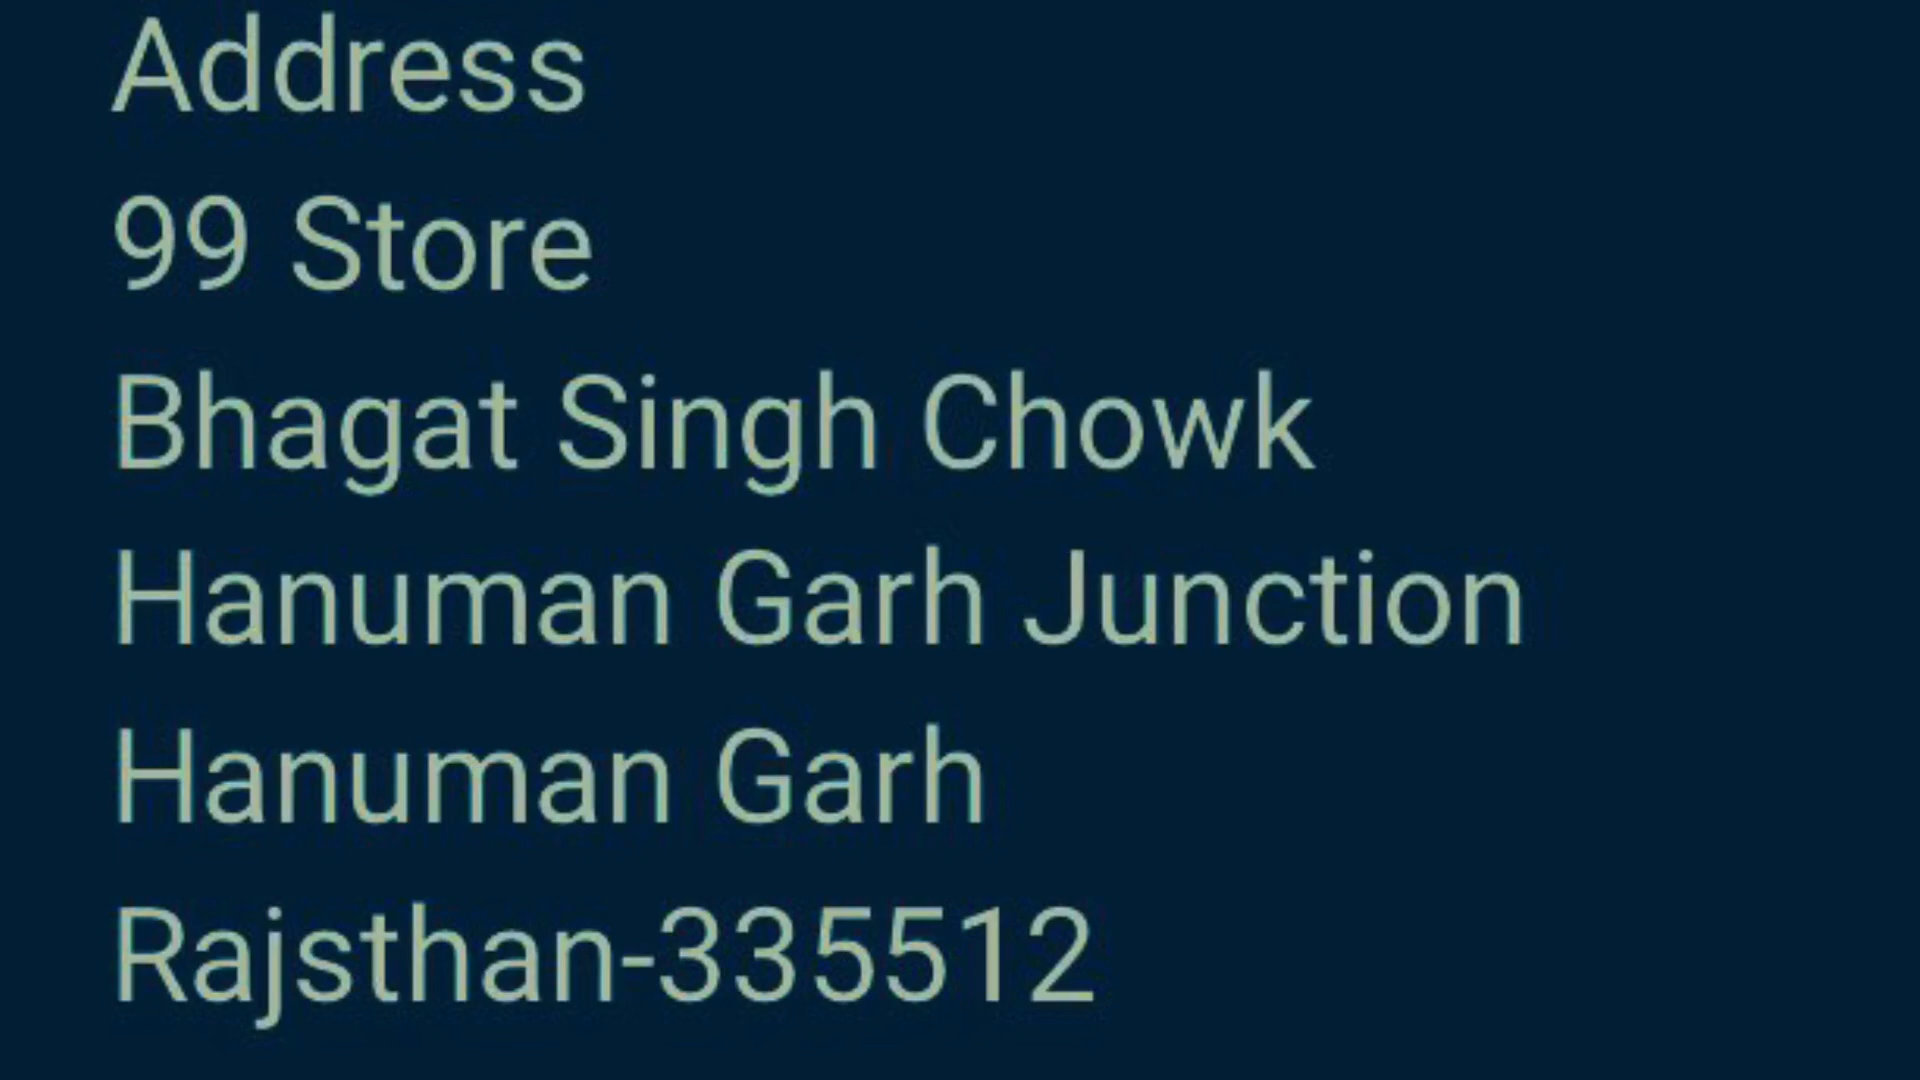 Address
99 Store
Bhagat Singh Chowk
Hanuman Garh Junction
Hanuman Garh
Rajsthan-335512